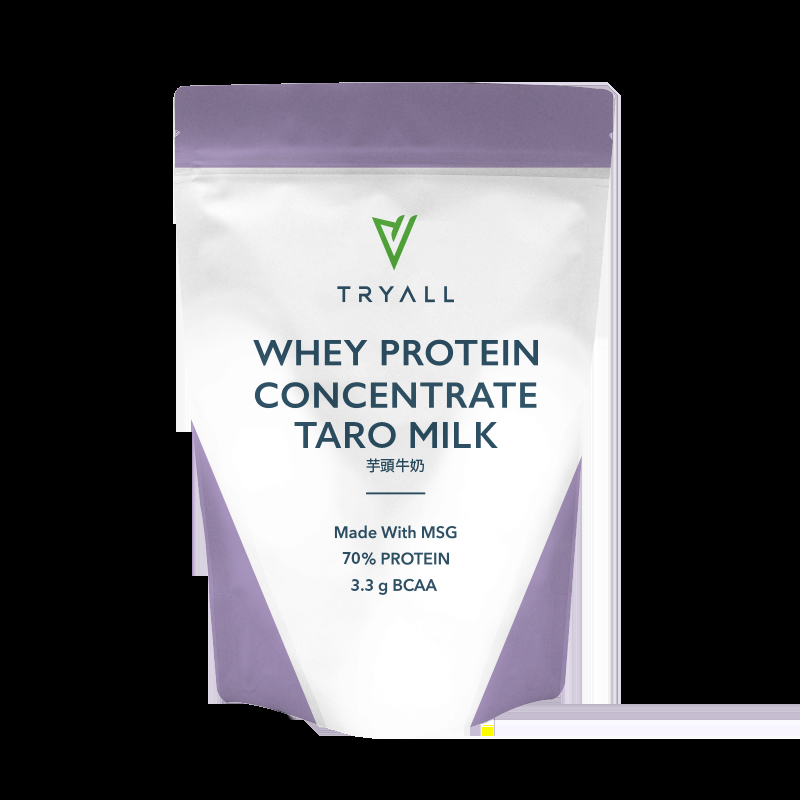 TRYALL
WHEY PROTEIN
CONCENTRATE
TARO MILK
芋頭牛奶
Made With MSG
70% PROTEIN
3.3 g BCAA